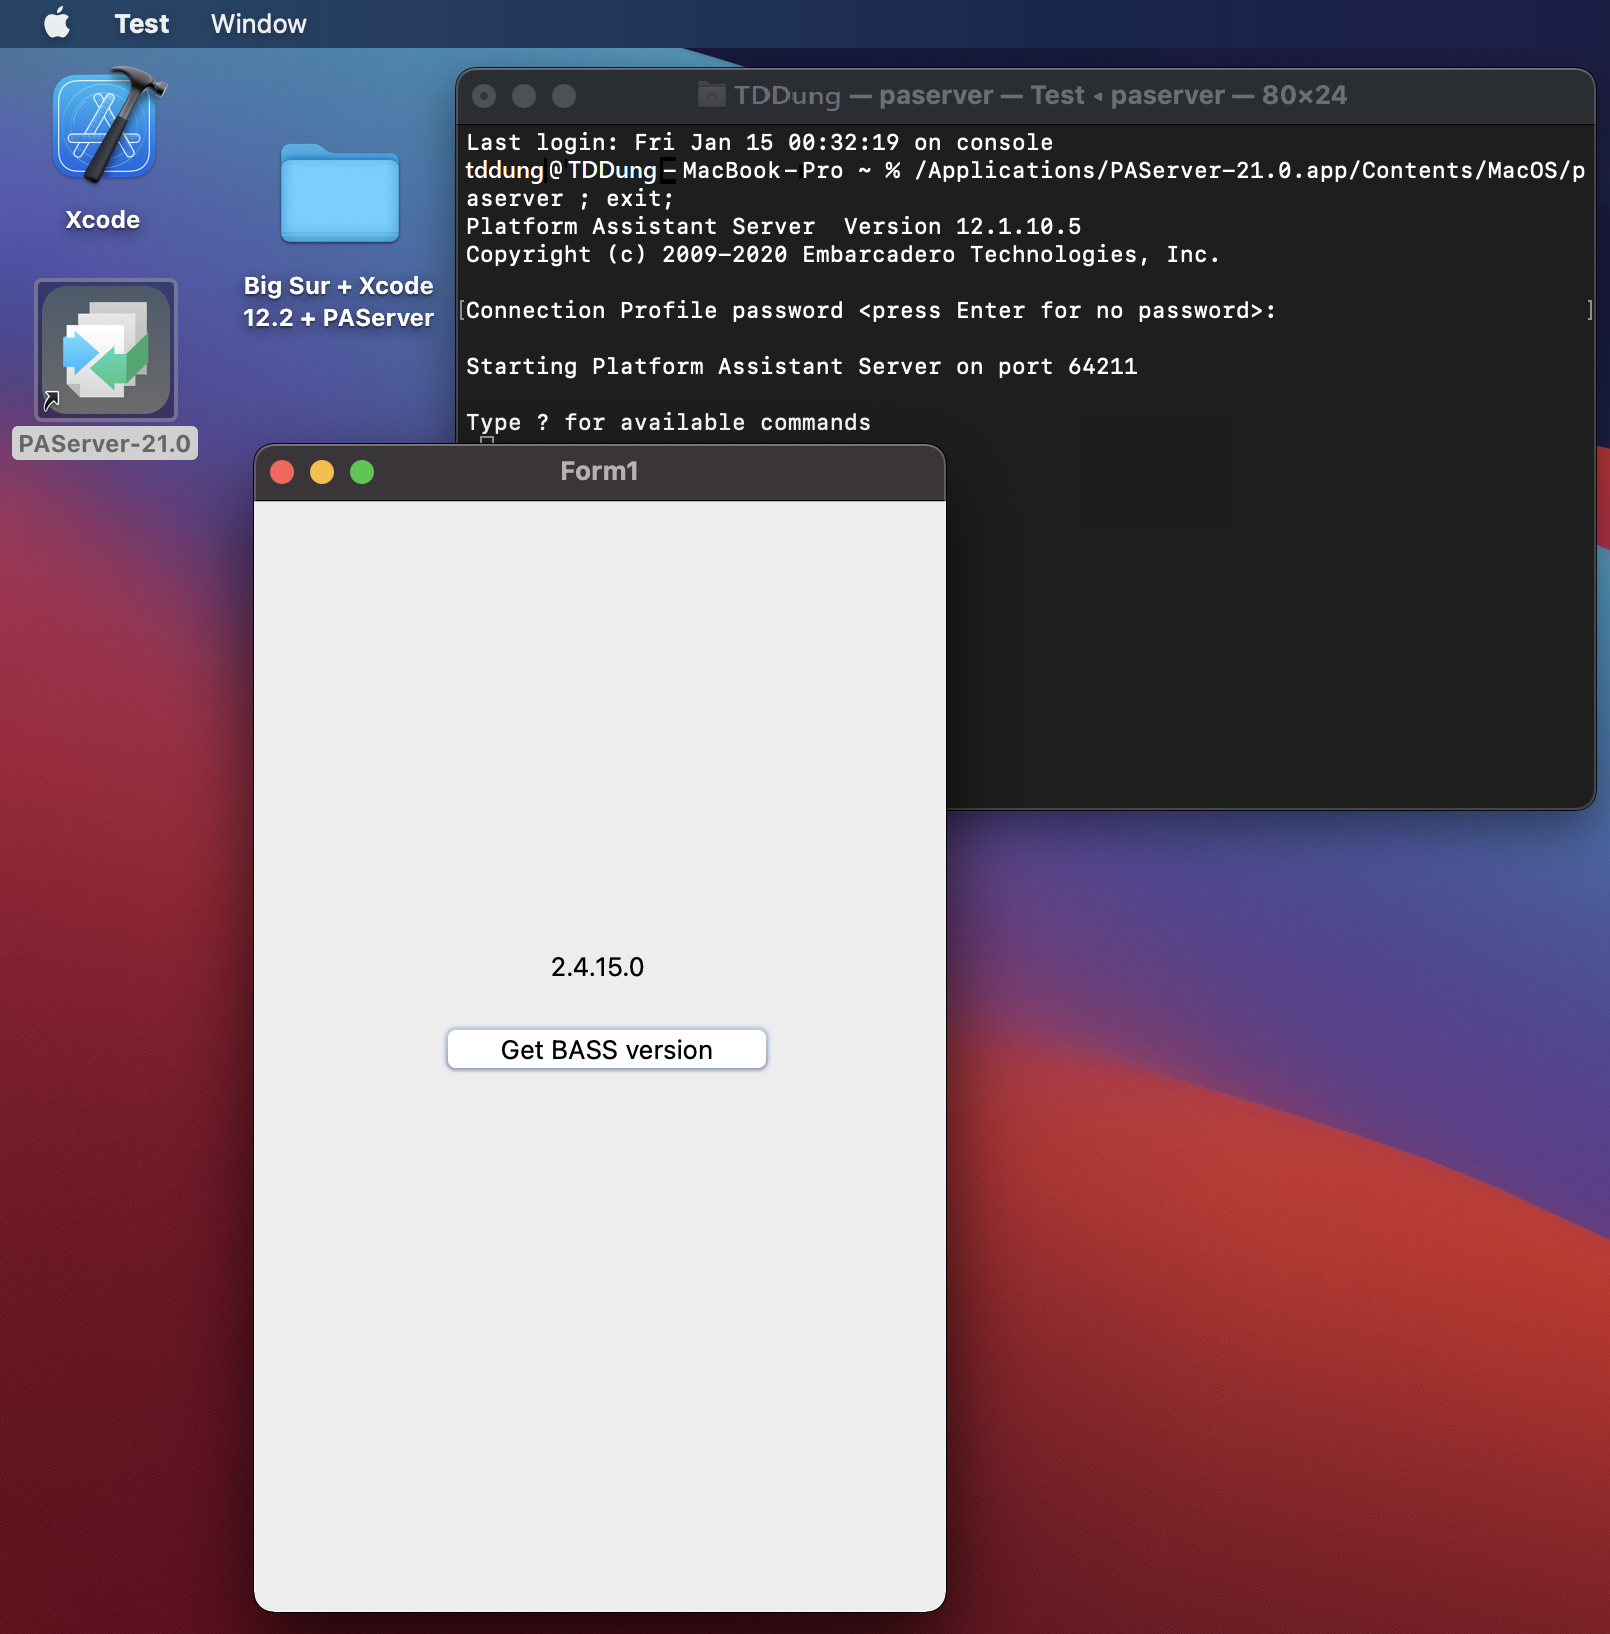 Test Window
Xcode
Big Sur + Xcode
12.2 + PAServer
PAServer-21.0
TDDung — paserver — Test ◂ paserver — 80×24
Last login: Fri Jan 15 00:32:19 on console
tddung@TDDung-MacBook-Pro ~ % /Applications/PAServer-21.0.app/Contents/MacOS/p
aserver ; exit;
Platform Assistant Server  Version 12.1.10.5
Copyright (c) 2009-2020 Embarcadero Technologies, Inc.
[Connection Profile password <press Enter for no password>: ]
Starting Platform Assistant Server on port 64211
Type ? for available commands
Form1
2.4.15.0
Get BASS version